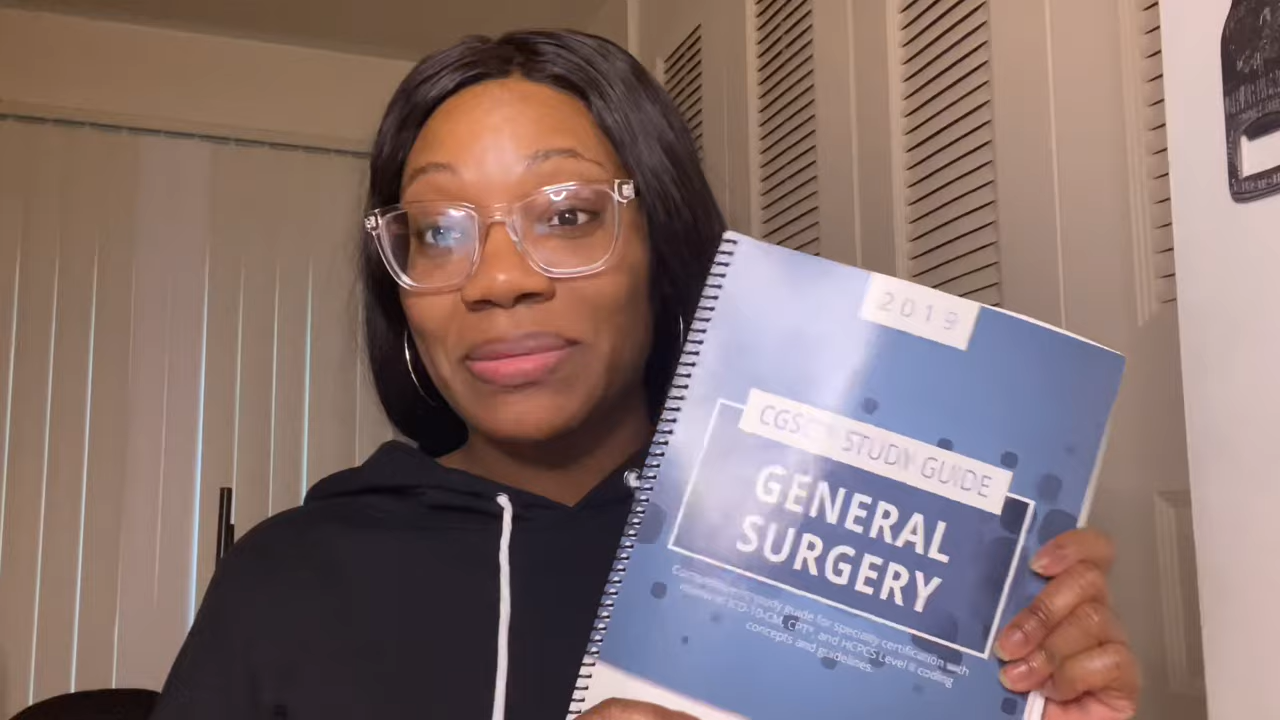 2019
STUDY GUIDE
GENERAL
SURGERY
study guide for specialty certification with
ICD-10-CM, CPT®, and HCPCS Level II coding
concepts and guidelines.